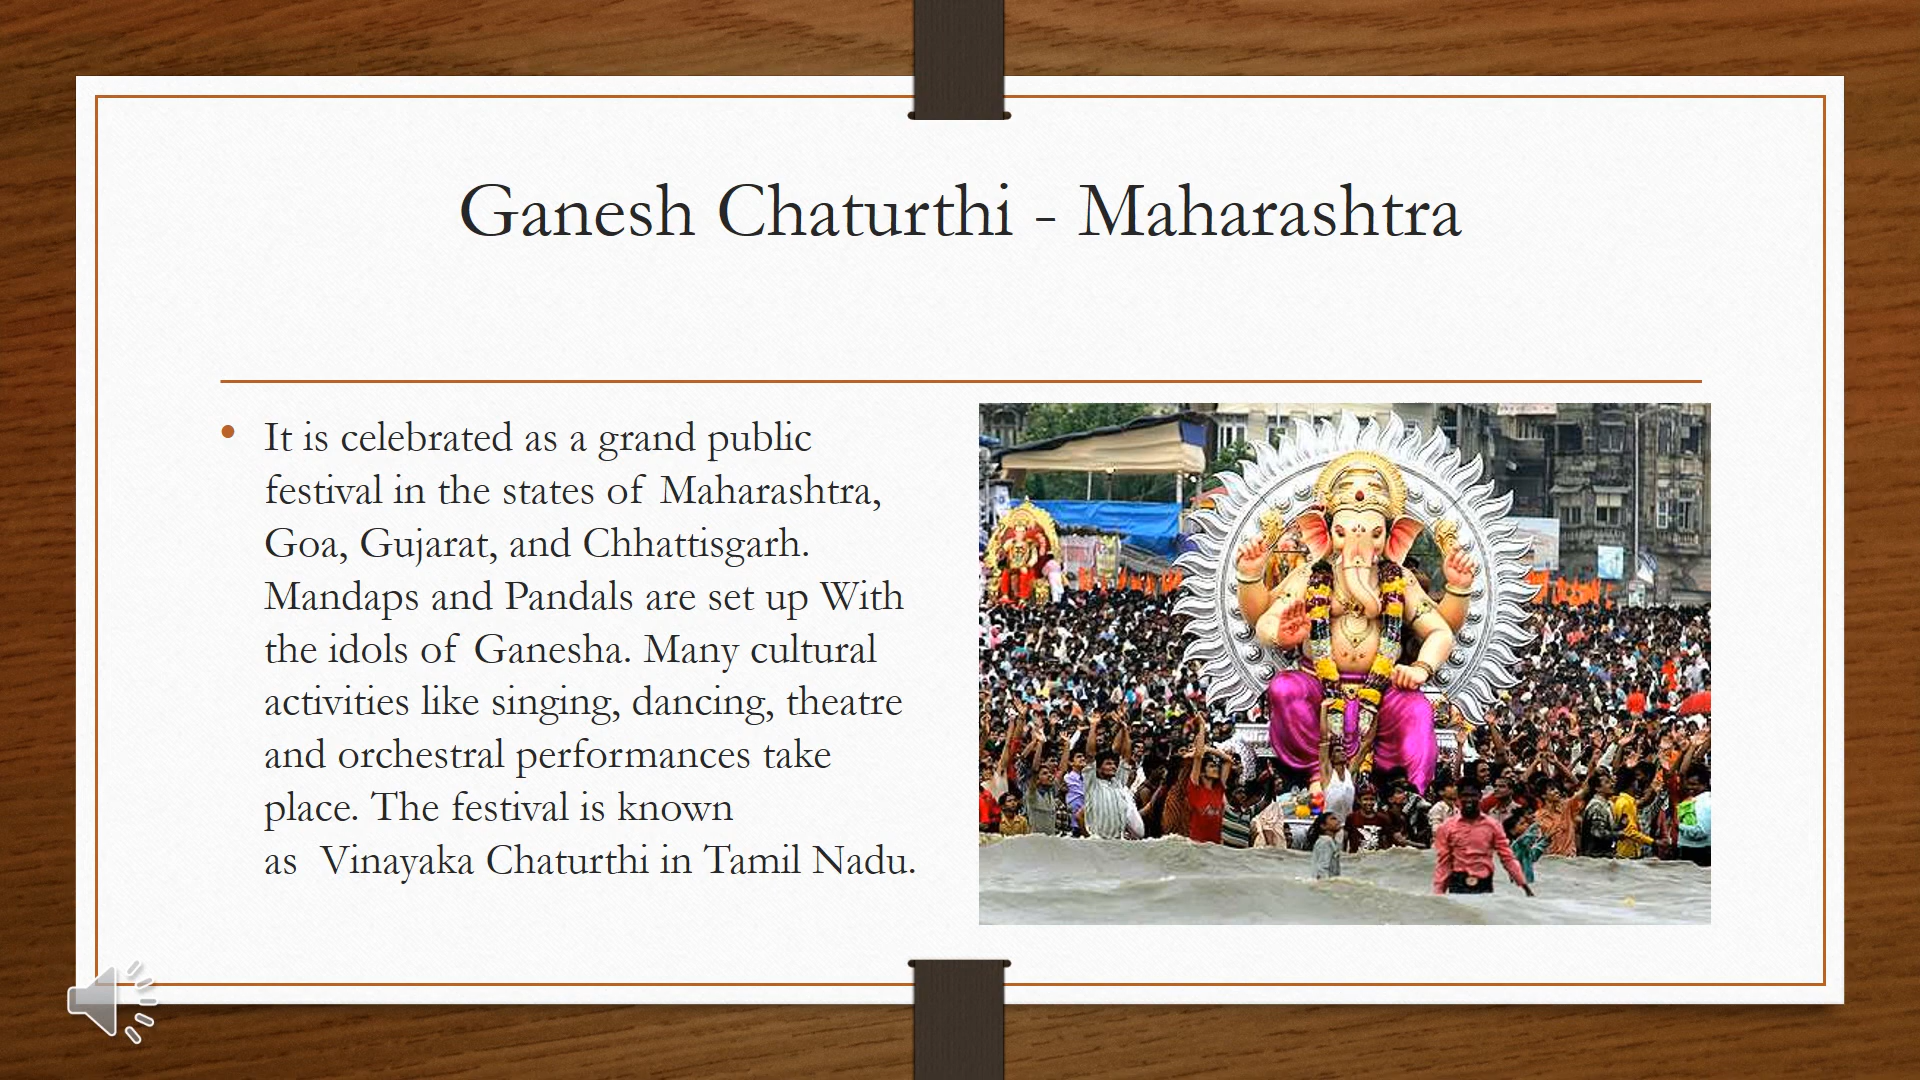 Ganesh Chaturthi - Maharashtra
• It is celebrated as a grand public
festival in the states of Maharashtra,
Goa, Gujarat, and Chhattisgarh.
Mandaps and Pandals are set up With
the idols of Ganesha. Many cultural
activities like singing, dancing, theatre
and orchestral performances take
place. The festival is known
as Vinayaka Chaturthi in Tamil Nadu.